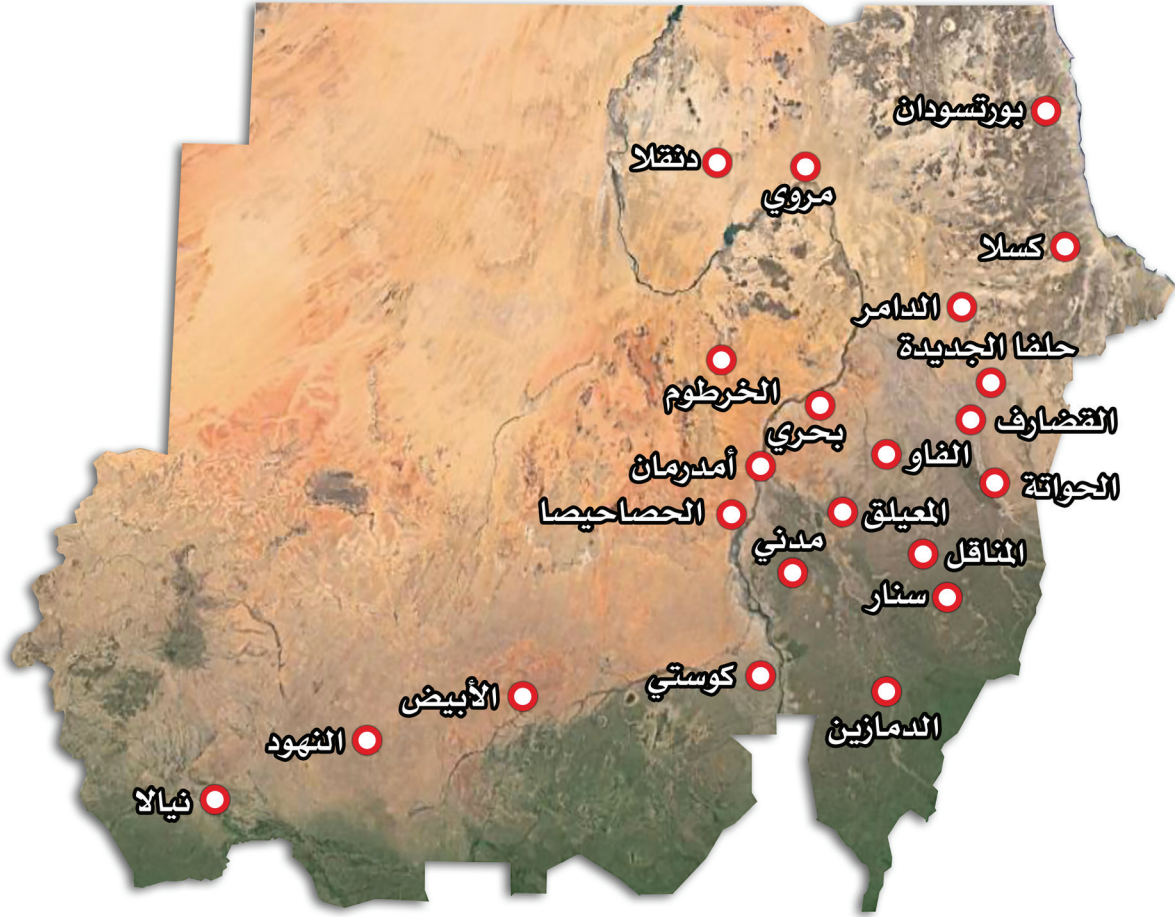 بورتسودان
دنقلا
مروي
كسلا
الدامر
حلفا الجديدة
الخرطوم
القضارف
بحري
الفاو
أمدرمان
الحواتة
الحصاحيصا
المعيلق
مدني
المناقل
سنار
كوستي
الأبيض
الدمازين
النهود
نيالا